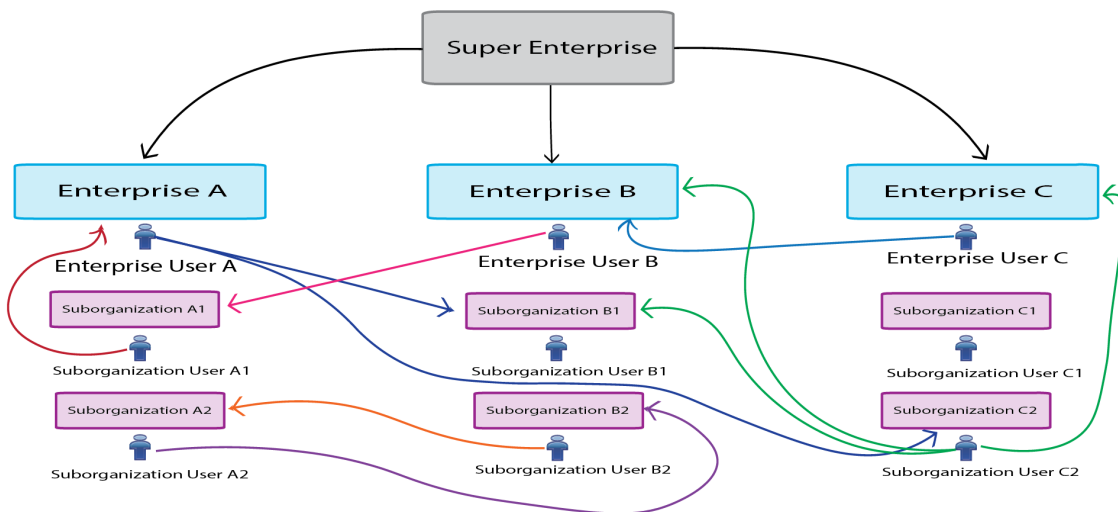 Super Enterprise
Enterprise A
Enterprise B
Enterprise C
Enterprise User A
Enterprise User B
Enterprise User C
Suborganization A1
Suborganization B1
Suborganization C1
Suborganization User A1
Suborganization User B1
Suborganization User C1
Suborganization A2
Suborganization B2
Suborganization C2
Suborganization User A2
Suborganization User B2
Suborganization User C2